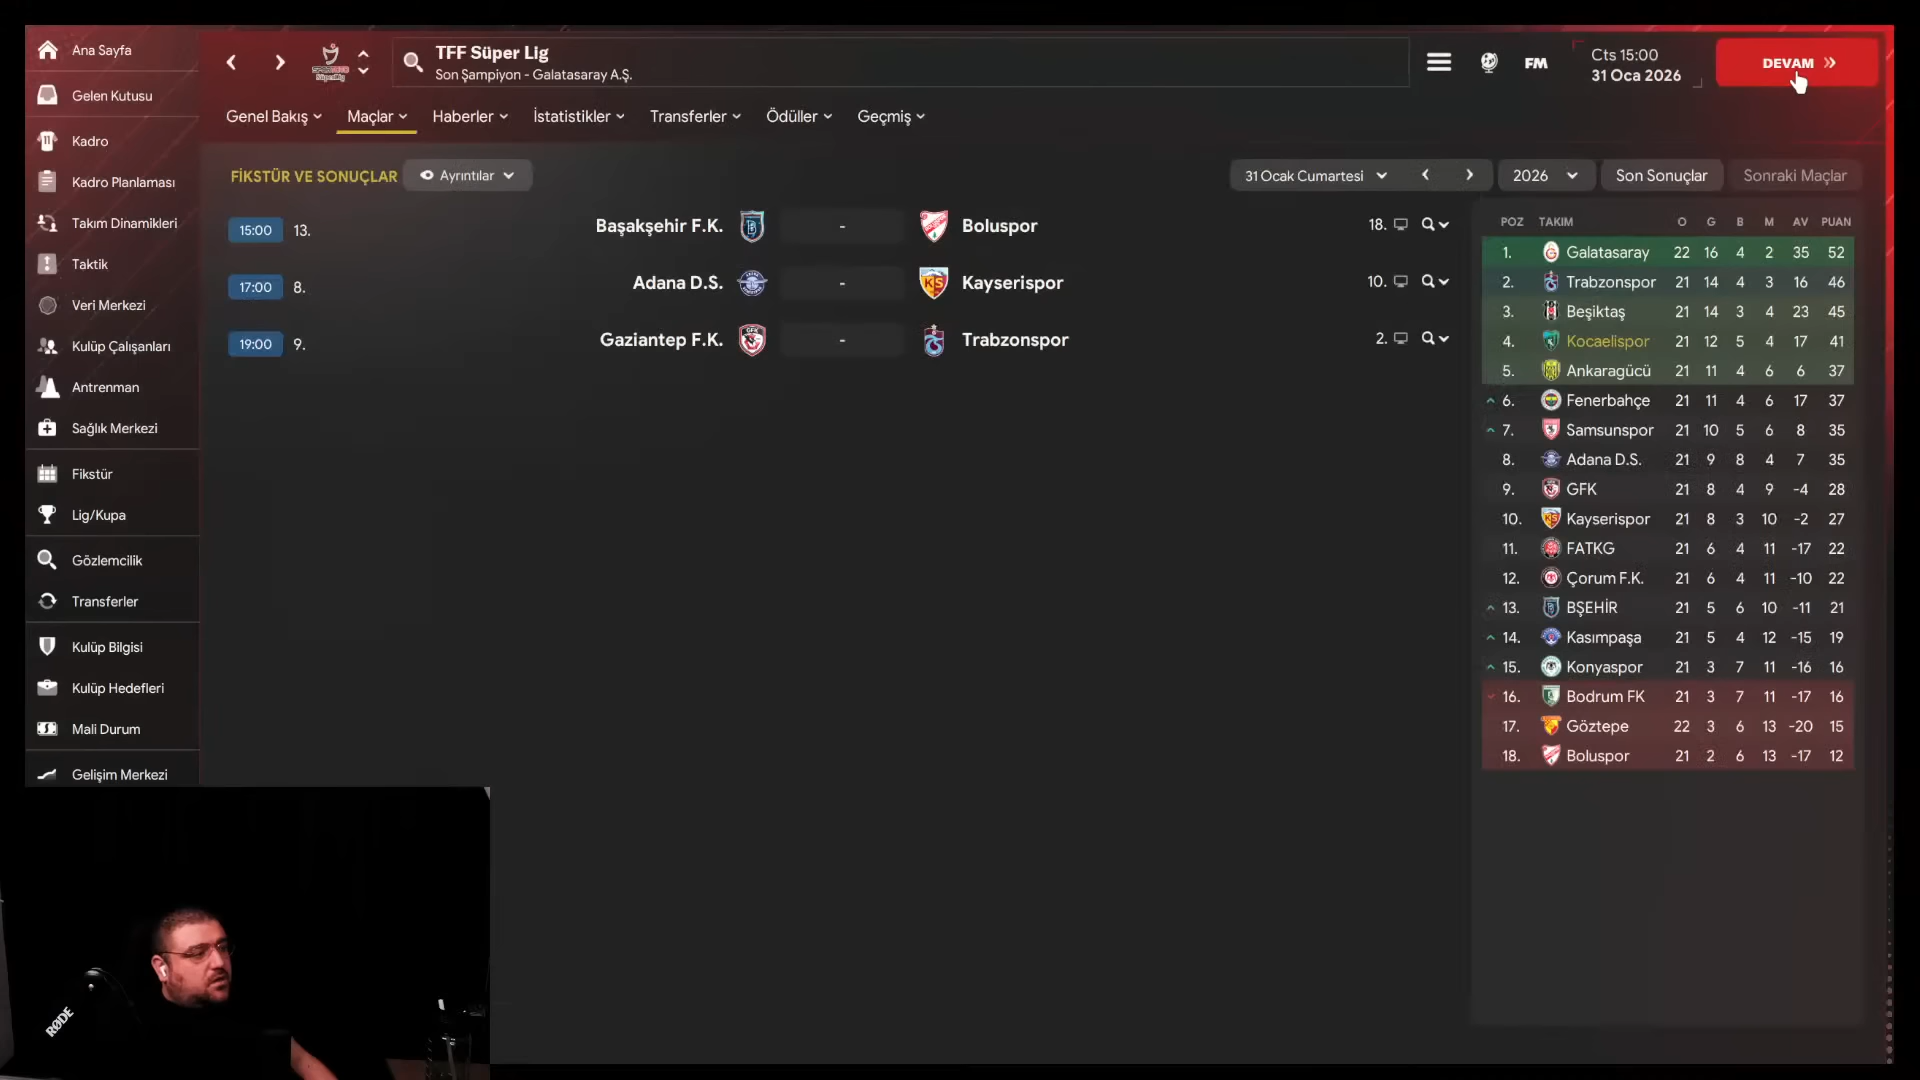 Ana Sayfa
Gelen Kutusu
Kadro
Kadro Planlaması
Takım Dinamikleri
Taktik
Veri Merkezi
Kulüp Çalışanları
Antrenman
Sağlık Merkezi
Fikstür
Lig/Kupa
Gözlemcilik
Transferler
Kulüp Bilgisi
Kulüp Hedefleri
Mali Durum
Gelişim Merkezi
TFF Süper Lig
Son Şampiyon - Galatasaray A.Ş.
FM
Cts 15:00
31 Oca 2026
DEVAM
Genel Bakış Maçlar Haberler İstatistikler Transferler Ödüller Geçmiş
FİKSTÜR VE SONUÇLAR Ayrıntılar
31 Ocak Cumartesi 2026 Son Sonuçlar Sonraki Maçlar
15:00 13. Başakşehir F.K. - Boluspor 18.
17:00 8. Adana D.S. - Kayserispor 10.
19:00 9. Gaziantep F.K. - Trabzonspor 2.
POZ TAKIM O G B M AV PUAN
1. Galatasaray 22 16 4 2 35 52
2. Trabzonspor 21 14 4 3 16 46
3. Beşiktaş 21 14 3 4 23 45
4. Kocaelispor 21 12 5 4 17 41
5. Ankaragücü 21 11 4 6 6 37
6. Fenerbahçe 21 11 4 6 17 37
7. Samsunspor 21 10 5 6 8 35
8. Adana D.S. 21 9 8 4 7 35
9. GFK 21 8 4 9 -4 28
10. Kayserispor 21 8 3 10 -2 27
11. FATKG 21 6 4 11 -17 22
12. Çorum F.K. 21 6 4 11 -10 22
13. BŞEHİR 21 5 6 10 -11 21
14. Kasımpaşa 21 5 4 12 -15 19
15. Konyaspor 21 3 7 11 -16 16
16. Bodrum FK 21 3 7 11 -17 16
17. Göztepe 22 3 6 13 -20 15
18. Boluspor 21 2 6 13 -17 12
RØDE